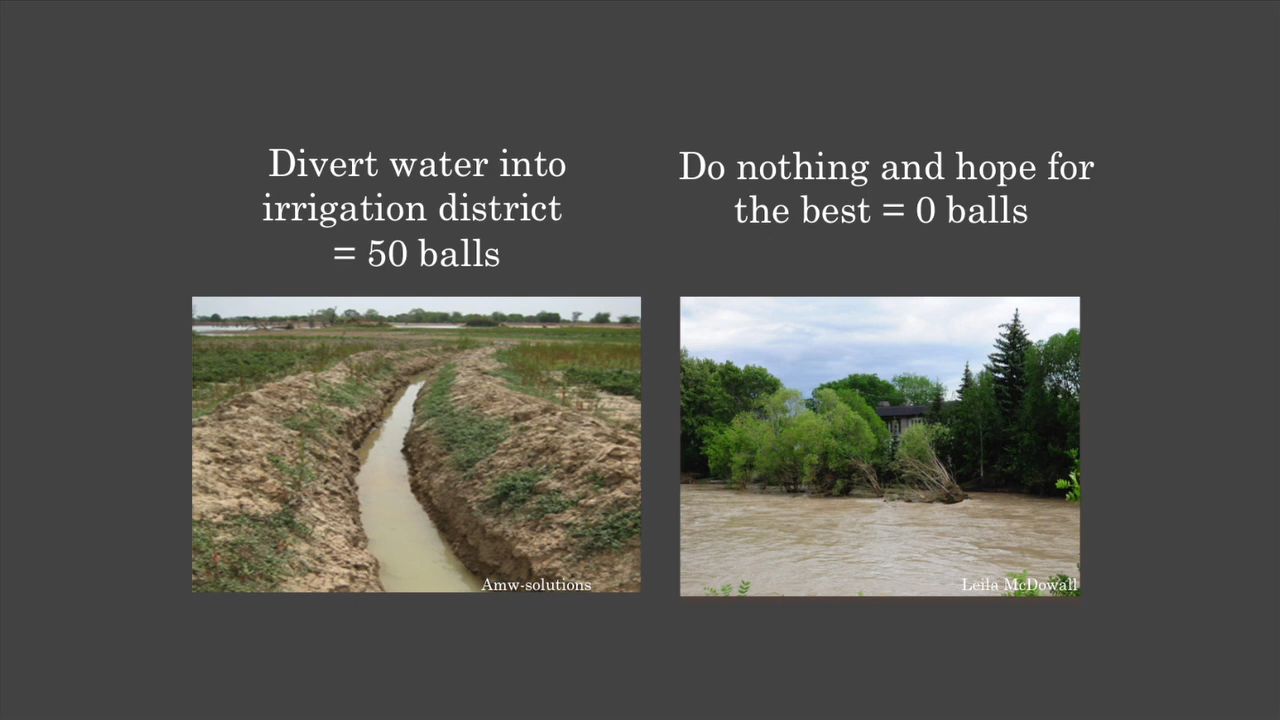 Divert water into
irrigation district
= 50 balls
Do nothing and hope for
the best = 0 balls
Amw-solutions
Leila McDowall